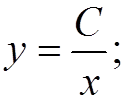 y = C/x;